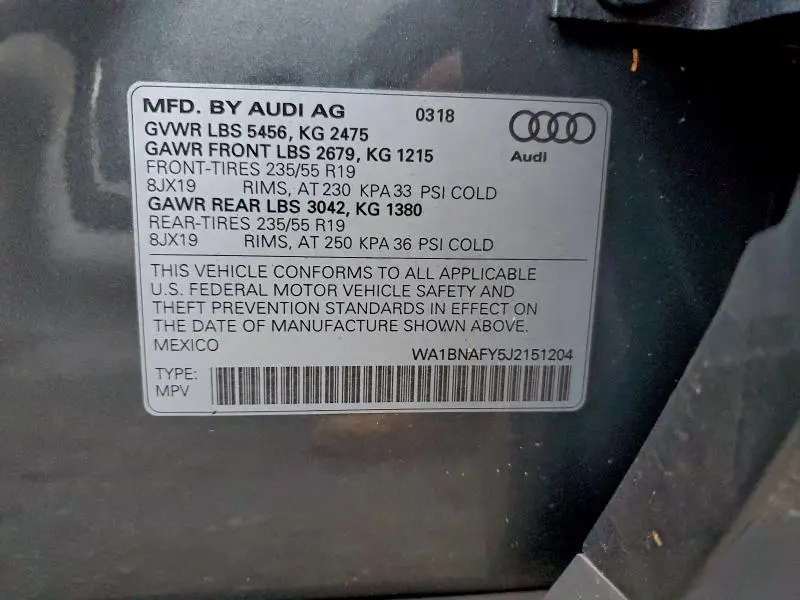 MFD. BY AUDI AG 0318
GVWR LBS 5456, KG 2475
GAWR FRONT LBS 2679, KG 1215
Audi
FRONT-TIRES 235/55 R19
8JX19 RIMS, AT 230 KPA 33 PSI COLD
GAWR REAR LBS 3042, KG 1380
REAR-TIRES 235/55 R19
8JX19 RIMS, AT 250 KPA 36 PSI COLD
THIS VEHICLE CONFORMS TO ALL APPLICABLE
U.S. FEDERAL MOTOR VEHICLE SAFETY AND
THEFT PREVENTION STANDARDS IN EFFECT ON
THE DATE OF MANUFACTURE SHOWN ABOVE.
MEXICO WA1BNAFY5J2151204
TYPE:
MPV